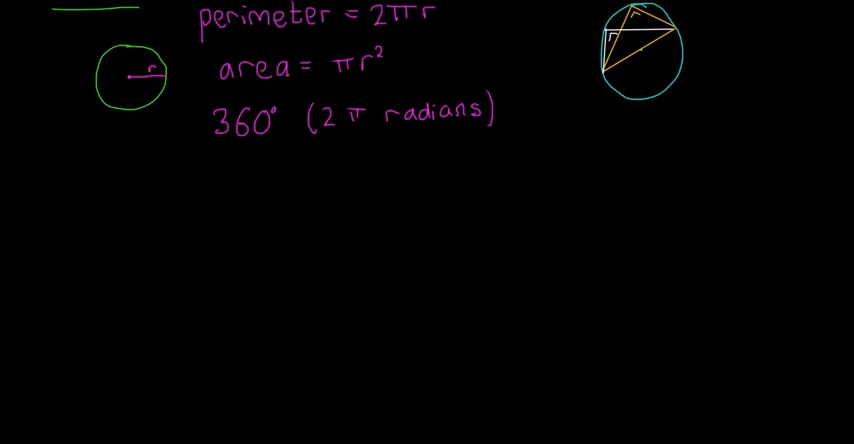 perimeter = 2πr
r
area = πr²
360° (2π radians)